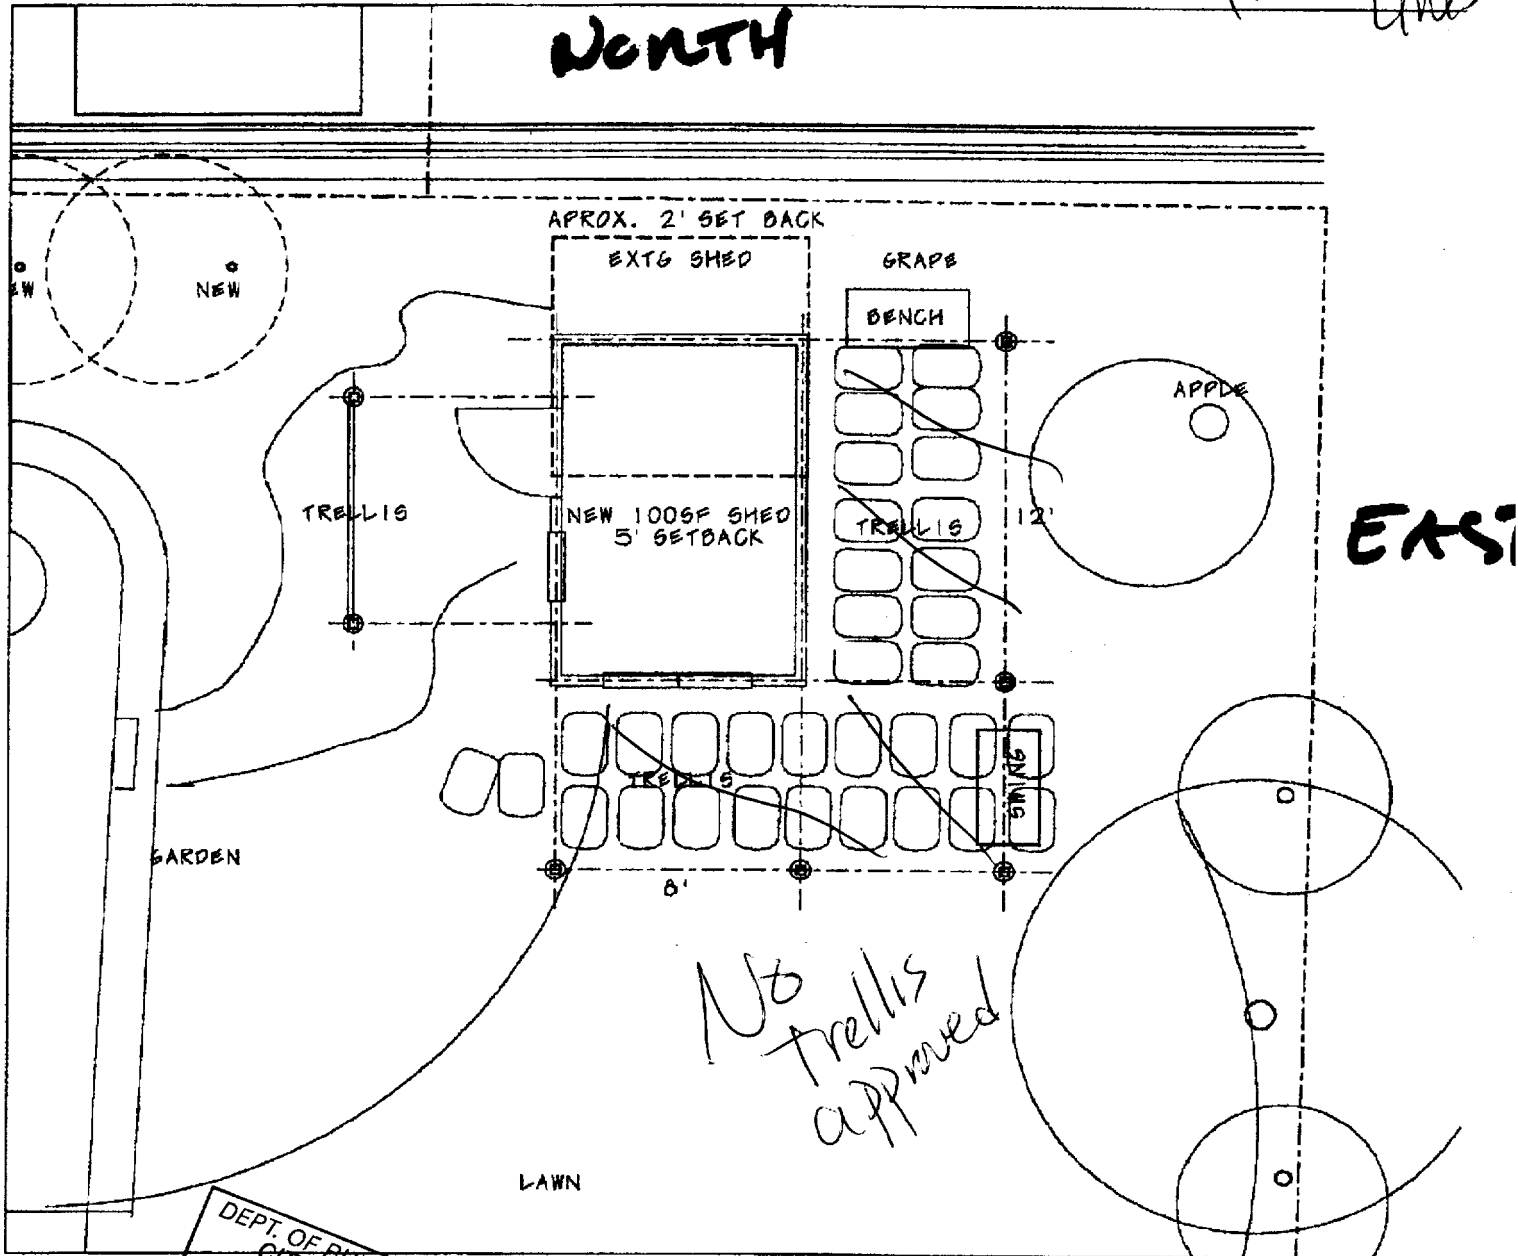 NORTH
APROX. 2' SET BACK
EXTG SHED
GRAPE
NEW
BENCH
APPLE
TRELLIS
NEW 100SF SHED
5' SETBACK
TRELLIS
12'
EAST
TRELLIS
SWING
GARDEN
8'
No
trellis
approved
LAWN
DEPT. OF